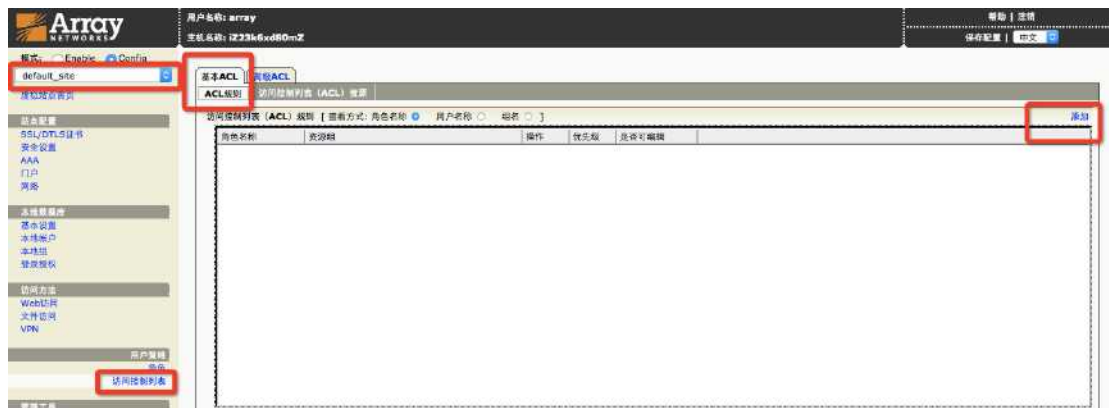 Array
NETWORKS
用户名称: array
主机名称: iZ23k6xd80mZ
帮助 | 注销
保存配置 | 中文
模式: Enable Config
default_site
虚拟站点首页
站点配置
SSL/DTLS证书
安全设置
AAA
门户
网络
本地数据库
基本设置
本地账户
本地组
登录授权
访问方法
Web访问
文件访问
VPN
用户策略
角色
访问控制列表
管理工具
基本ACL 高级ACL
ACL规则 访问控制列表 (ACL) 资源
访问控制列表 (ACL) 规则 [ 查看方式: 角色名称 用户名称 组名 ]
添加
角色名称 资源组 操作 优先级 是否可编辑